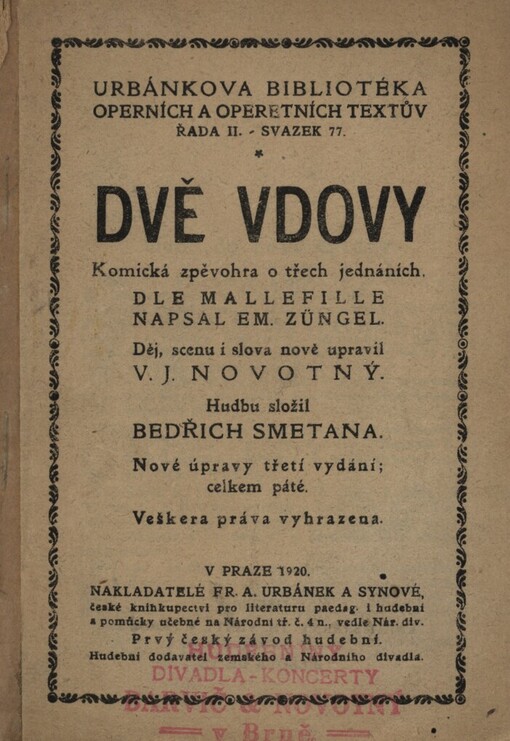 URBÁNKOVA BIBLIOTÉKA
OPERNÍCH A OPERETNÍCH TEXTŮV
ŘADA II. - SVAZEK 77.
*
DVĚ VDOVY
Komická zpěvohra o třech jednáních.
DLE MALLEFILLE
NAPSAL EM. ZÜNGEL.
Děj, scenu i slova nově upravil
V. J. NOVOTNÝ.
Hudbu složil
BEDŘICH SMETANA.
Nové úpravy třetí vydání;
celkem páté.
Veškera práva vyhrazena.
V PRAZE 1920.
NAKLADATELÉ FR. A. URBÁNEK A SYNOVÉ,
české knihkupectví pro literaturu paedag. i hudební
a pomůcky učebné na Národní tř. č. 4 n., vedle Nár. div.
Prvý český závod hudební.
Hudební dodavatel zemského a Národního divadla.
HUDEBNINY
DIVADLA-KONCERTY
BARVIČ & NOVOTNÝ
v Brně